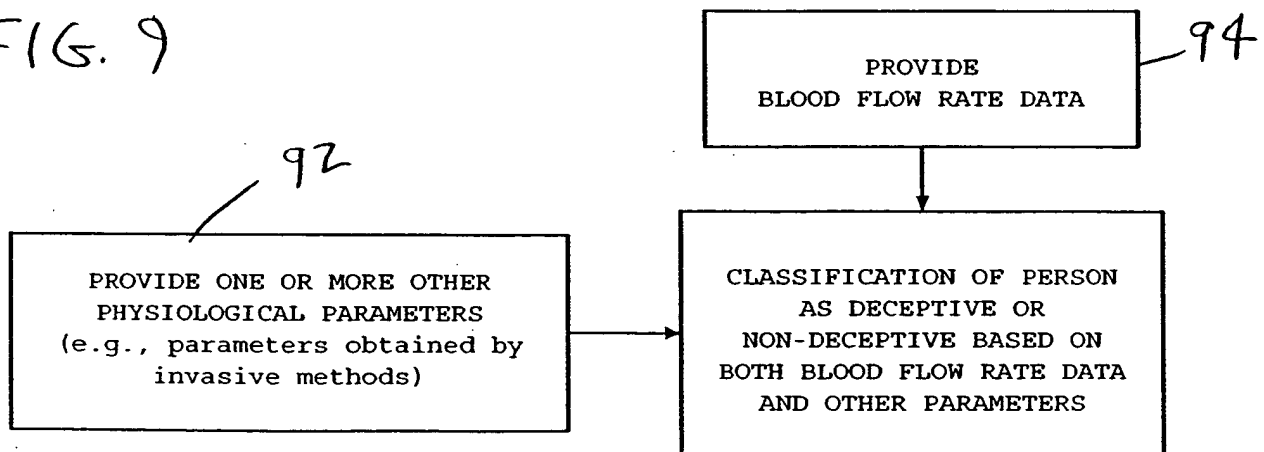 FIG. 9
94
PROVIDE
BLOOD FLOW RATE DATA
92
PROVIDE ONE OR MORE OTHER
PHYSIOLOGICAL PARAMETERS
(e.g., parameters obtained by
invasive methods)
CLASSIFICATION OF PERSON
AS DECEPTIVE OR
NON-DECEPTIVE BASED ON
BOTH BLOOD FLOW RATE DATA
AND OTHER PARAMETERS